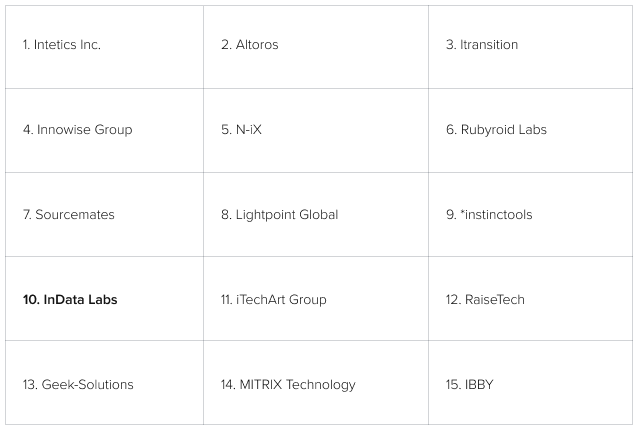 1. Intetics Inc.
2. Altoros
3. Itransition
4. Innowise Group
5. N-iX
6. Rubyroid Labs
7. Sourcemates
8. Lightpoint Global
9. *instinctools
10. InData Labs
11. iTechArt Group
12. RaiseTech
13. Geek-Solutions
14. MITRIX Technology
15. IBBY